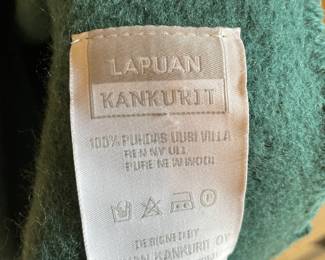 LAPUAN
KANKURIT
100% PUHDAS UUSI VILLA
REN NY ULL
PURE NEW WOOL
DESIGNED BY
KANKURIT OY